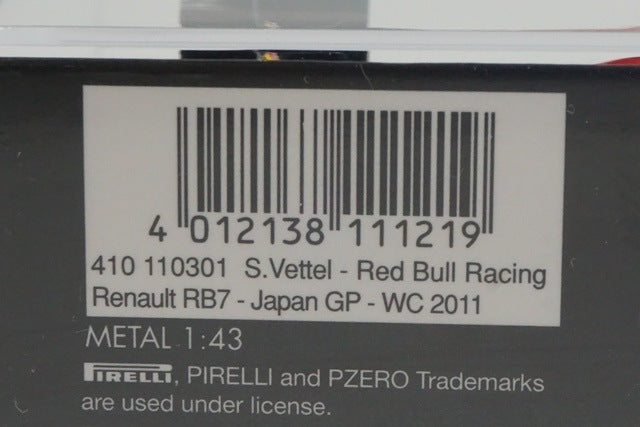 4 012138 111219
410 110301 S.Vettel - Red Bull Racing
Renault RB7 - Japan GP - WC 2011
METAL 1:43
PIRELLI, PIRELLI and PZERO Trademarks
are used under license.